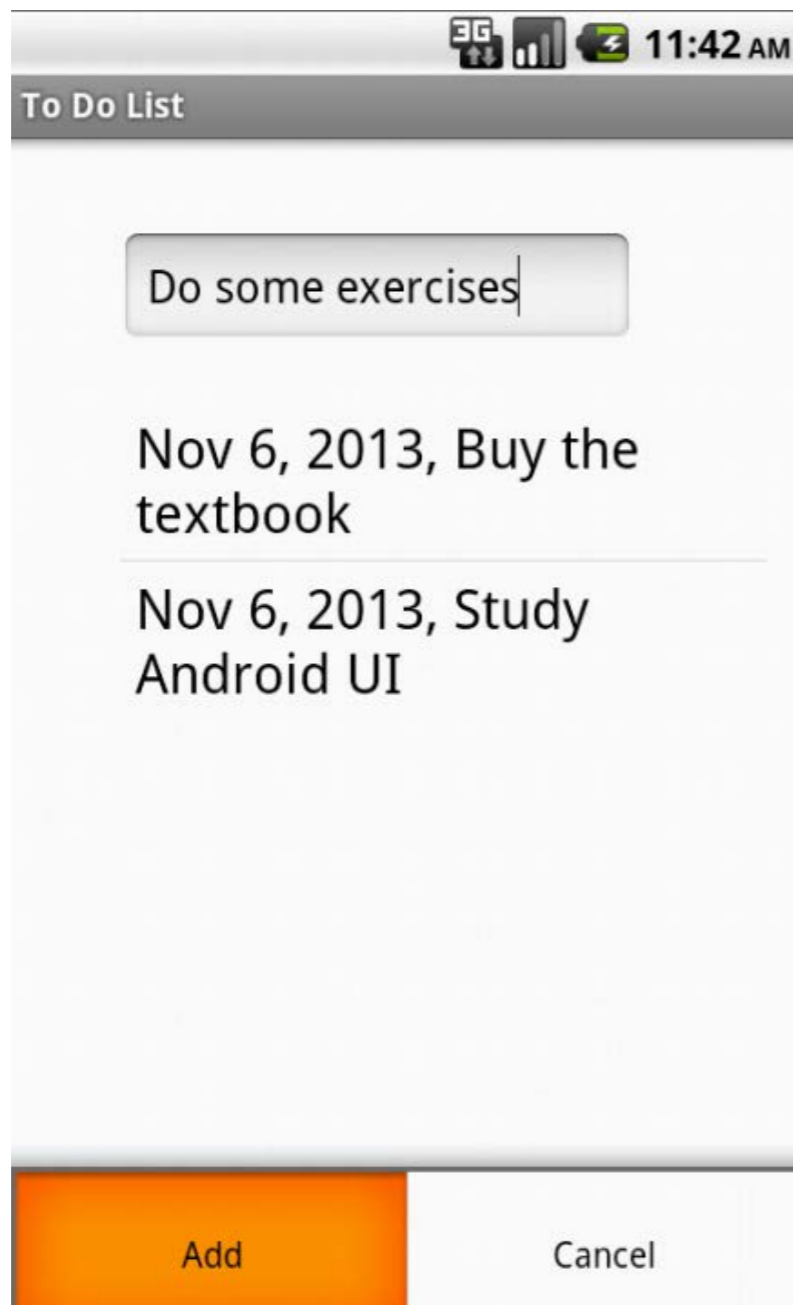 3G 11:42 AM
To Do List
Do some exercises
Nov 6, 2013, Buy the
textbook
Nov 6, 2013, Study
Android UI
Add Cancel